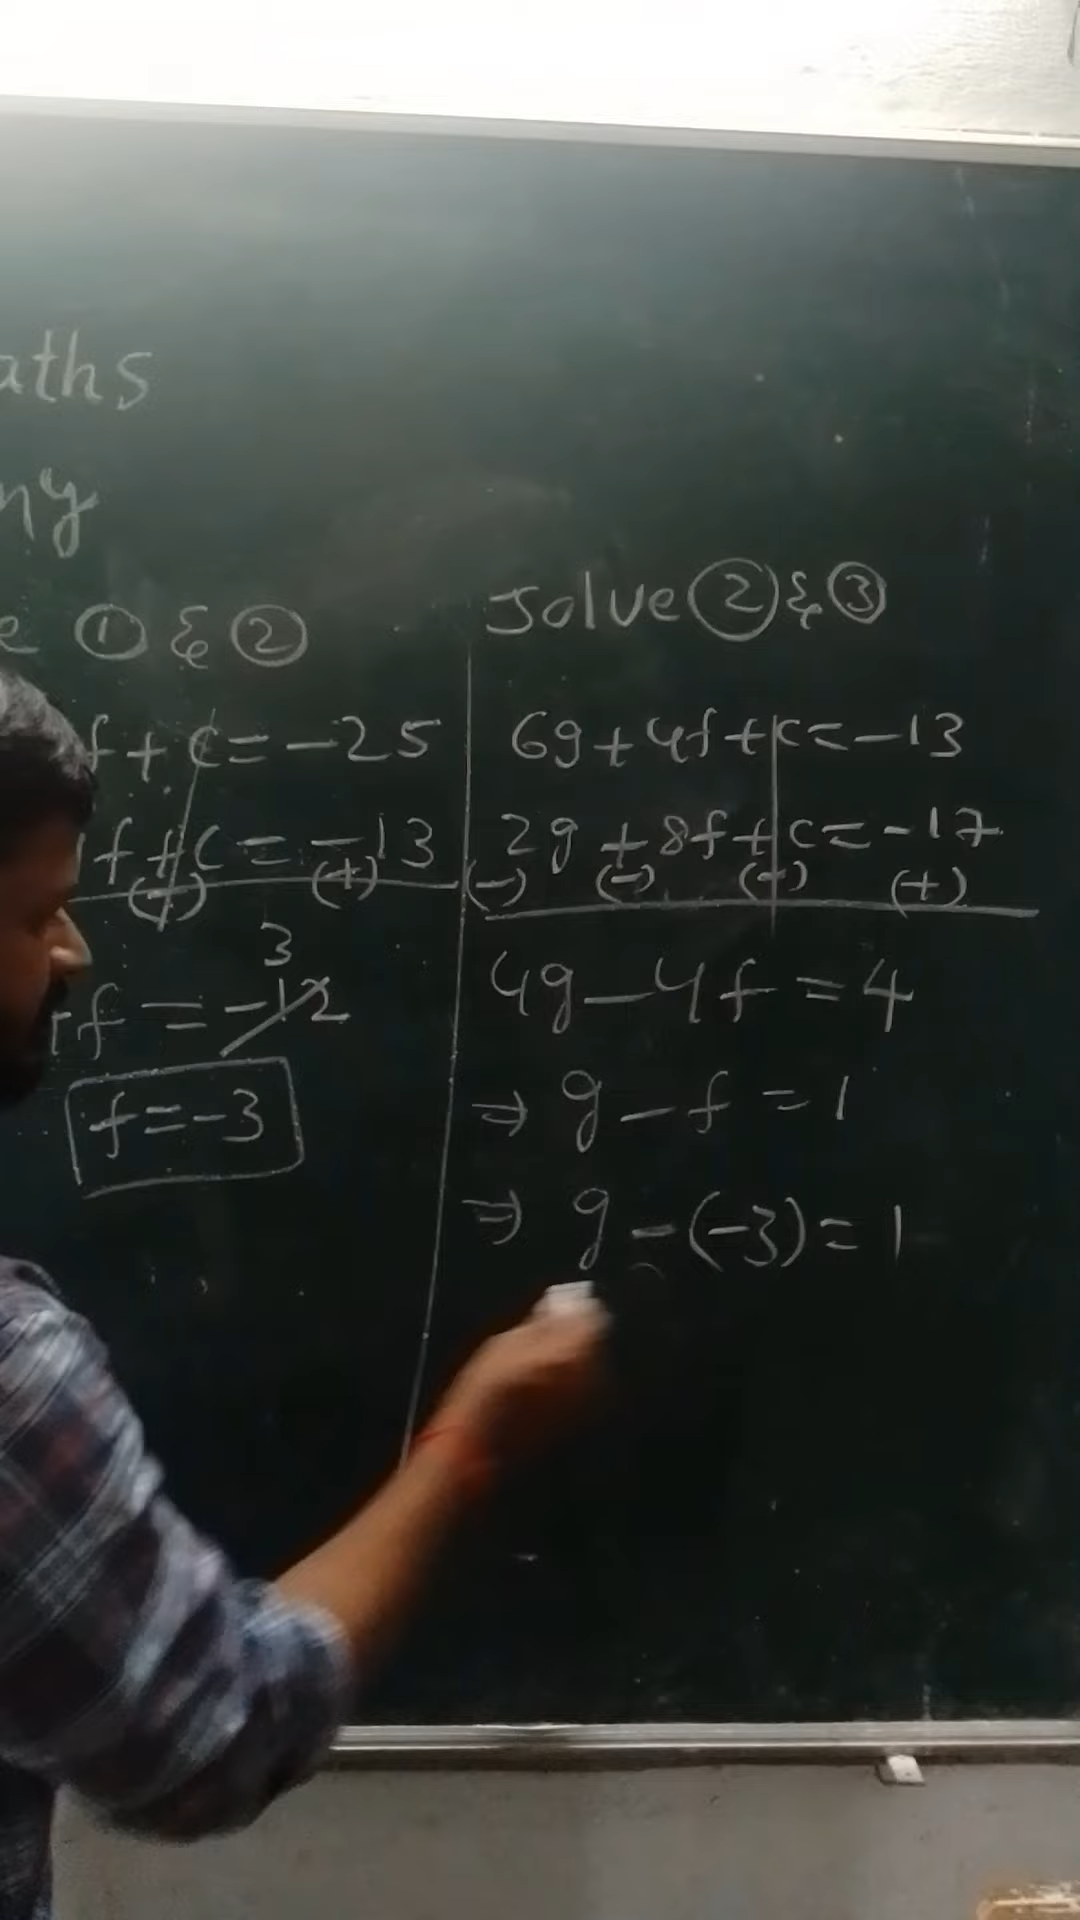 aths
ny
e ① & ②
f + c = -25
f + c = -13
(-) (+)
3
f = -12
f = -3
Solve ② & ③
6g + 4f + c = -13
2g + 8f + c = -17
(-) (-) (-) (+)
4g - 4f = 4
⇒ g - f = 1
⇒ g - (-3) = 1